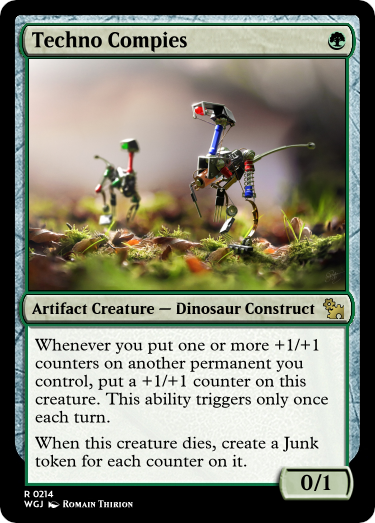 Techno Compies
Artifact Creature — Dinosaur Construct
Whenever you put one or more +1/+1
counters on another permanent you
control, put a +1/+1 counter on this
creature. This ability triggers only once
each turn.
When this creature dies, create a Junk
token for each counter on it.
0/1
R 0214
WGJ Romain Thirion